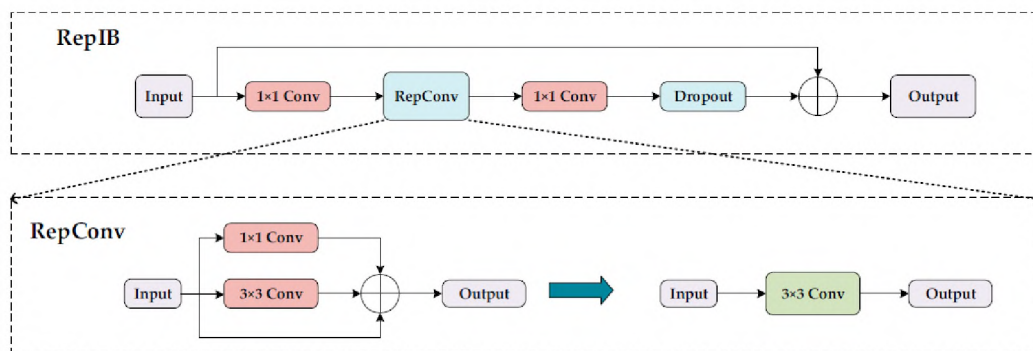 RepIB
Input
1×1 Conv
RepConv
1×1 Conv
Dropout
Output
RepConv
1×1 Conv
Input
3×3 Conv
Output
Input
3×3 Conv
Output